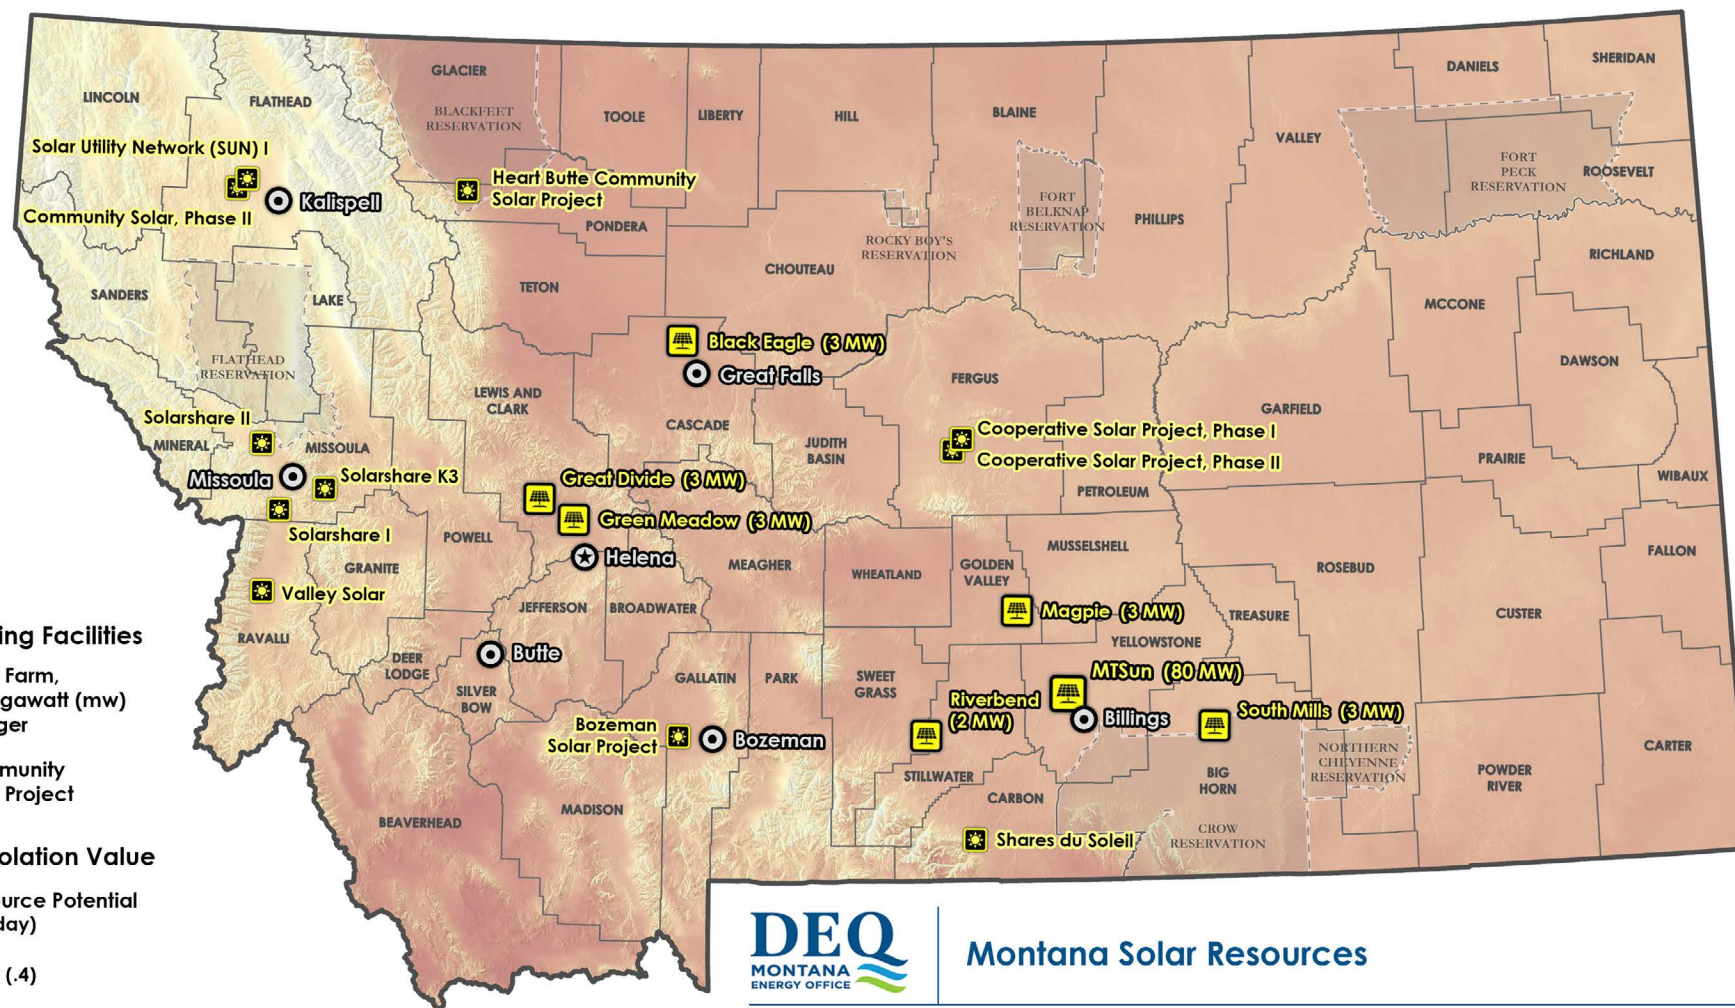 LINCOLN
FLATHEAD
GLACIER
BLACKFEET
RESERVATION
TOOLE
LIBERTY
HILL
BLAINE
VALLEY
DANIELS
SHERIDAN
FORT
PECK
RESERVATION
ROOSEVELT
Solar Utility Network (SUN) I
Community Solar, Phase II
Kalispell
Heart Butte Community
Solar Project
PONDERA
ROCKY BOY'S
RESERVATION
FORT
BELKNAP
RESERVATION
PHILLIPS
RICHLAND
SANDERS
LAKE
TETON
CHOUTEAU
MCCONE
FLATHEAD
RESERVATION
Black Eagle (3 MW)
Great Falls
DAWSON
LEWIS AND
CLARK
FERGUS
GARFIELD
Solarshare II
MINERAL
MISSOULA
CASCADE
JUDITH
BASIN
Cooperative Solar Project, Phase I
Cooperative Solar Project, Phase II
PRAIRIE
WIBAUX
Missoula
Solarshare K3
Great Divide (3 MW)
PETROLEUM
Solarshare I
Green Meadow (3 MW)
POWELL
Helena
GRANITE
MEAGHER
WHEATLAND
GOLDEN
VALLEY
MUSSELSHELL
ROSEBUD
FALLON
Valley Solar
JEFFERSON
BROADWATER
Magpie (3 MW)
TREASURE
CUSTER
RAVALLI
YELLOWSTONE
DEER
LODGE
Butte
SILVER
BOW
GALLATIN
PARK
SWEET
GRASS
MTSun (80 MW)
Riverbend
(2 MW)
Billings
South Mills (3 MW)
Bozeman
Solar Project
Bozeman
NORTHERN
CHEYENNE
RESERVATION
CARTER
STILLWATER
BIG
HORN
POWDER
RIVER
CARBON
MADISON
BEAVERHEAD
Shares du Soleil
CROW
RESERVATION
ing Facilities
Farm,
gawatt (mw)
ger
munity
Project
olation Value
urce Potential
day)
(.4)
DEQ
MONTANA
ENERGY OFFICE
Montana Solar Resources